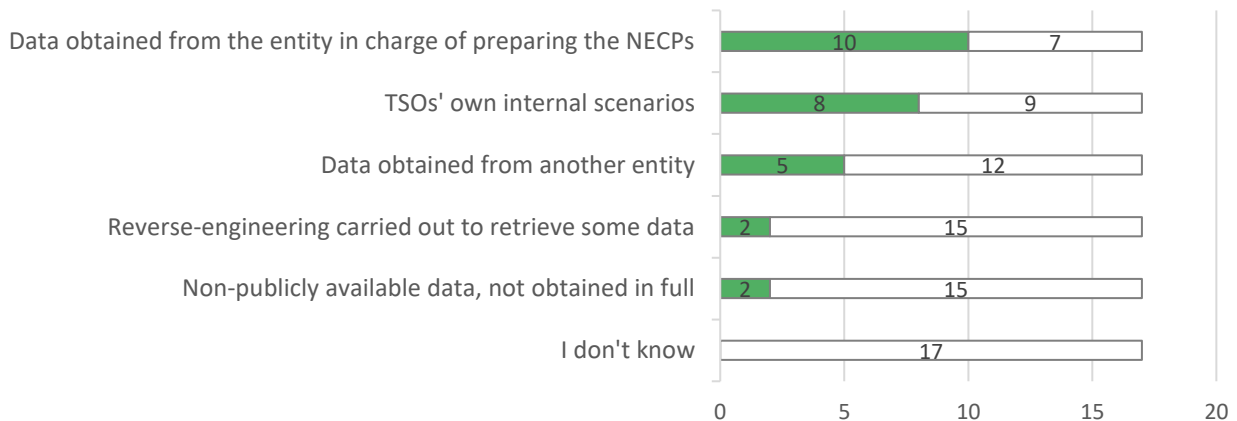 Data obtained from the entity in charge of preparing the NECPs
10
7
TSOs' own internal scenarios
8
9
Data obtained from another entity
5
12
Reverse-engineering carried out to retrieve some data
2
15
Non-publicly available data, not obtained in full
2
15
I don't know
17
0
5
10
15
20